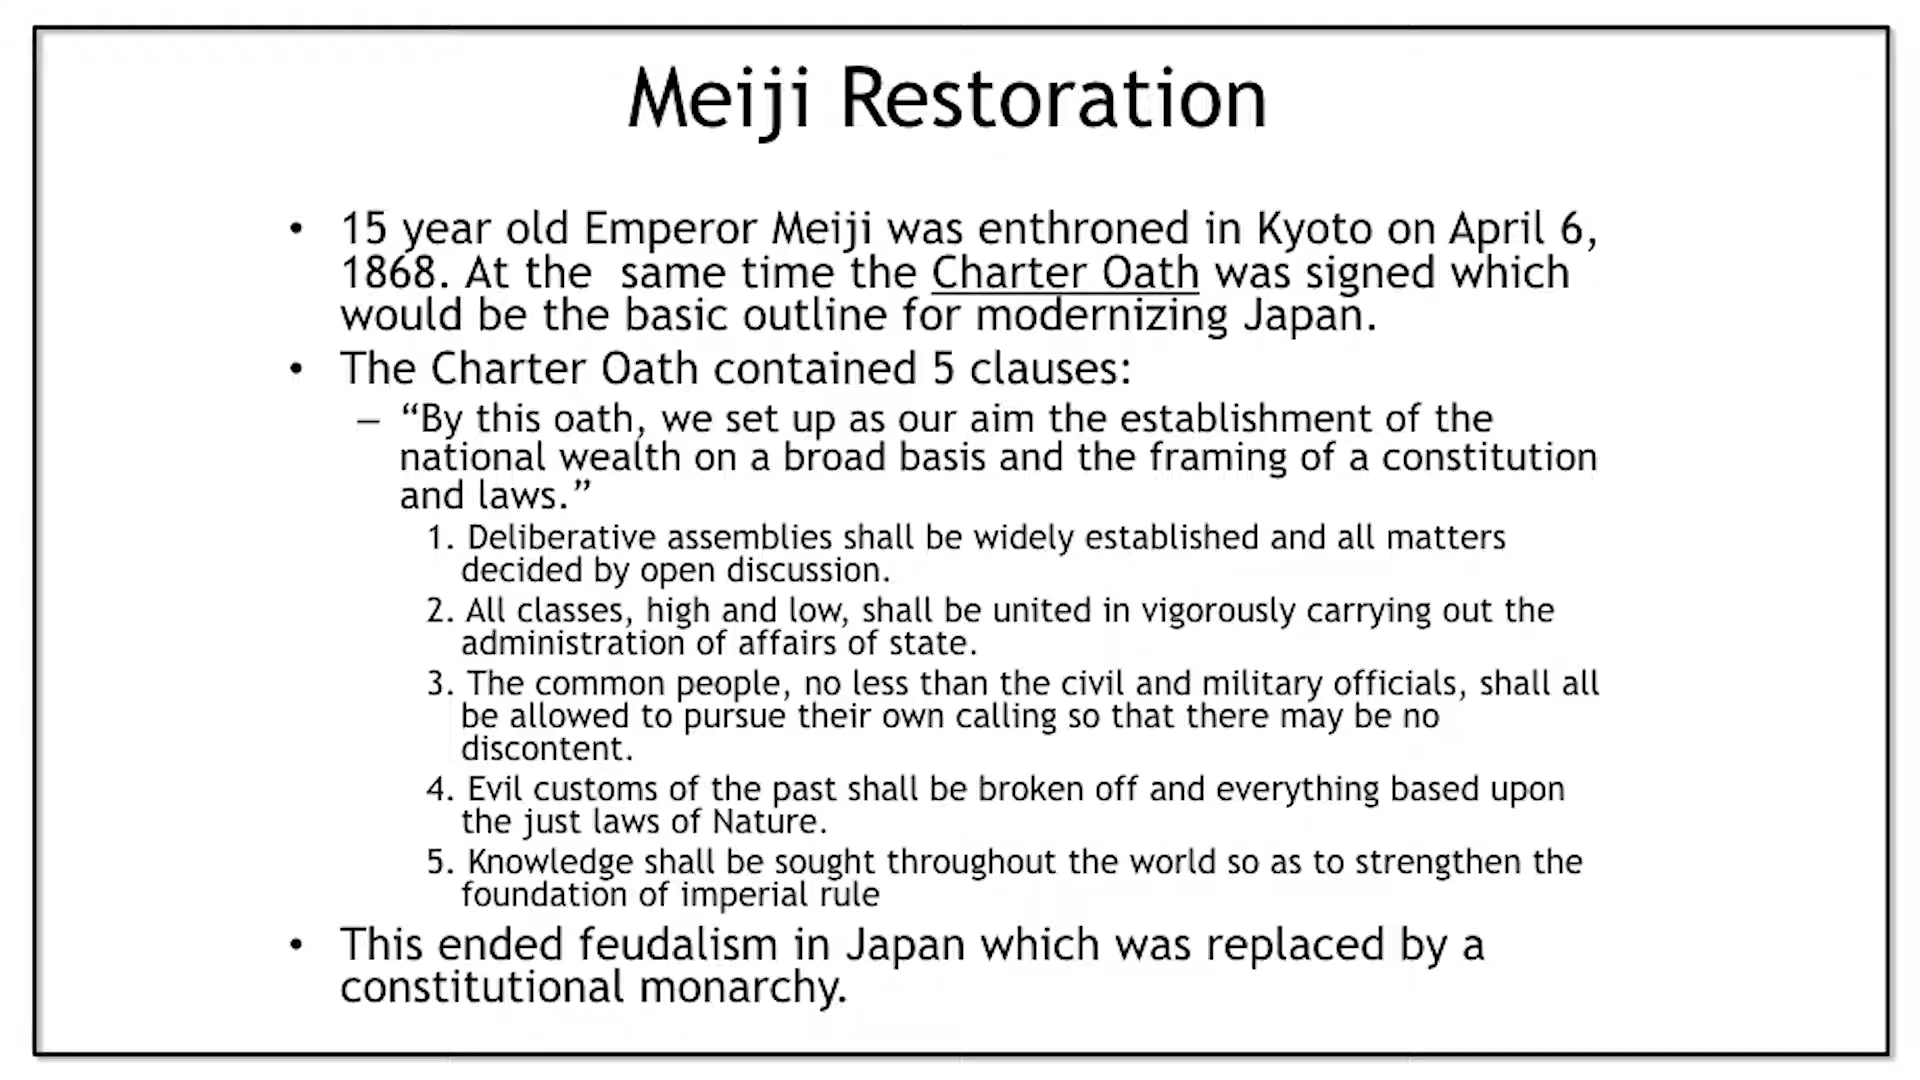 Meiji Restoration
• 15 year old Emperor Meiji was enthroned in Kyoto on April 6,
1868. At the  same time the Charter Oath was signed which
would be the basic outline for modernizing Japan.
• The Charter Oath contained 5 clauses:
– “By this oath, we set up as our aim the establishment of the
national wealth on a broad basis and the framing of a constitution
and laws.”
1. Deliberative assemblies shall be widely established and all matters
decided by open discussion.
2. All classes, high and low, shall be united in vigorously carrying out the
administration of affairs of state.
3. The common people, no less than the civil and military officials, shall all
be allowed to pursue their own calling so that there may be no
discontent.
4. Evil customs of the past shall be broken off and everything based upon
the just laws of Nature.
5. Knowledge shall be sought throughout the world so as to strengthen the
foundation of imperial rule
• This ended feudalism in Japan which was replaced by a
constitutional monarchy.